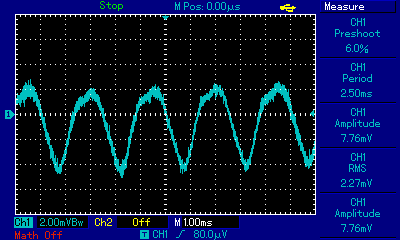 Stop M Pos: 0.00µs Measure
CH1
Preshoot
6.0%
CH1
Period
2.50ms
1
CH1
Amplitude
7.76mV
CH1
RMS
2.27mV
CH1
Amplitude
7.76mV
Ch1 2.00mVBw Ch2 Off M 1.00ms
Math Off T CH1 80.0µV